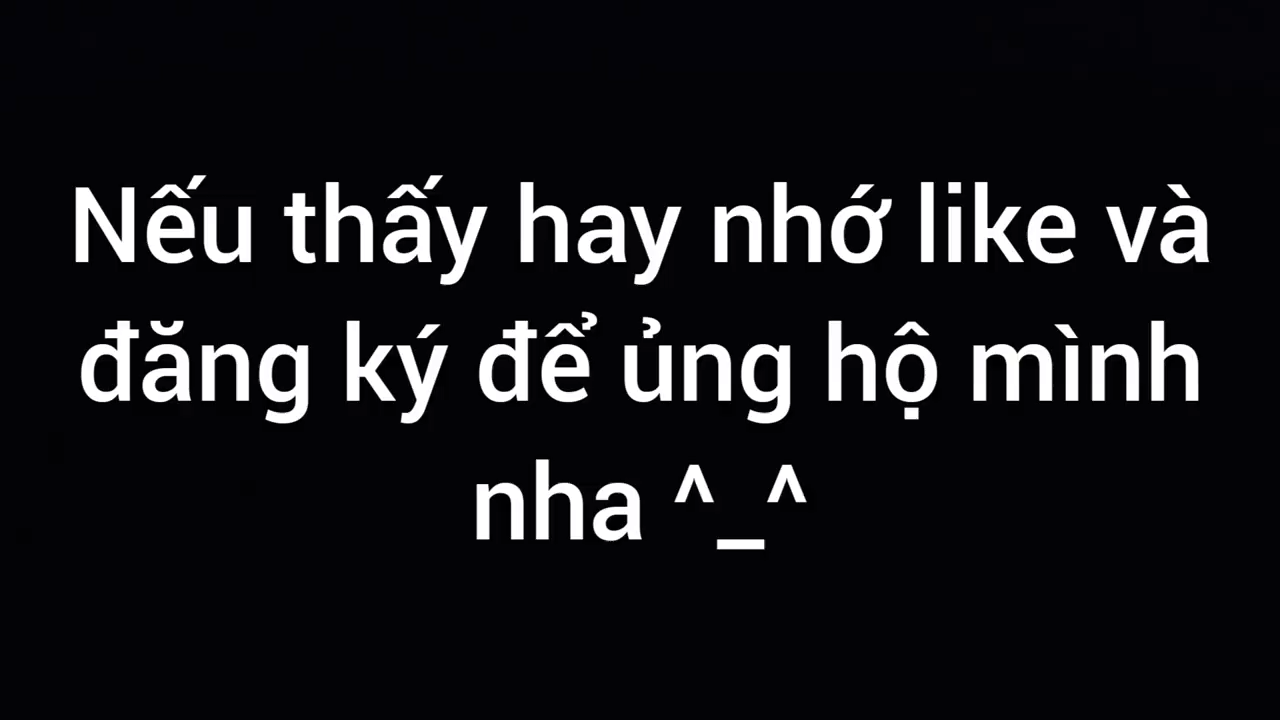 Nếu thấy hay nhớ like và
đăng ký để ủng hộ mình
nha ^_^